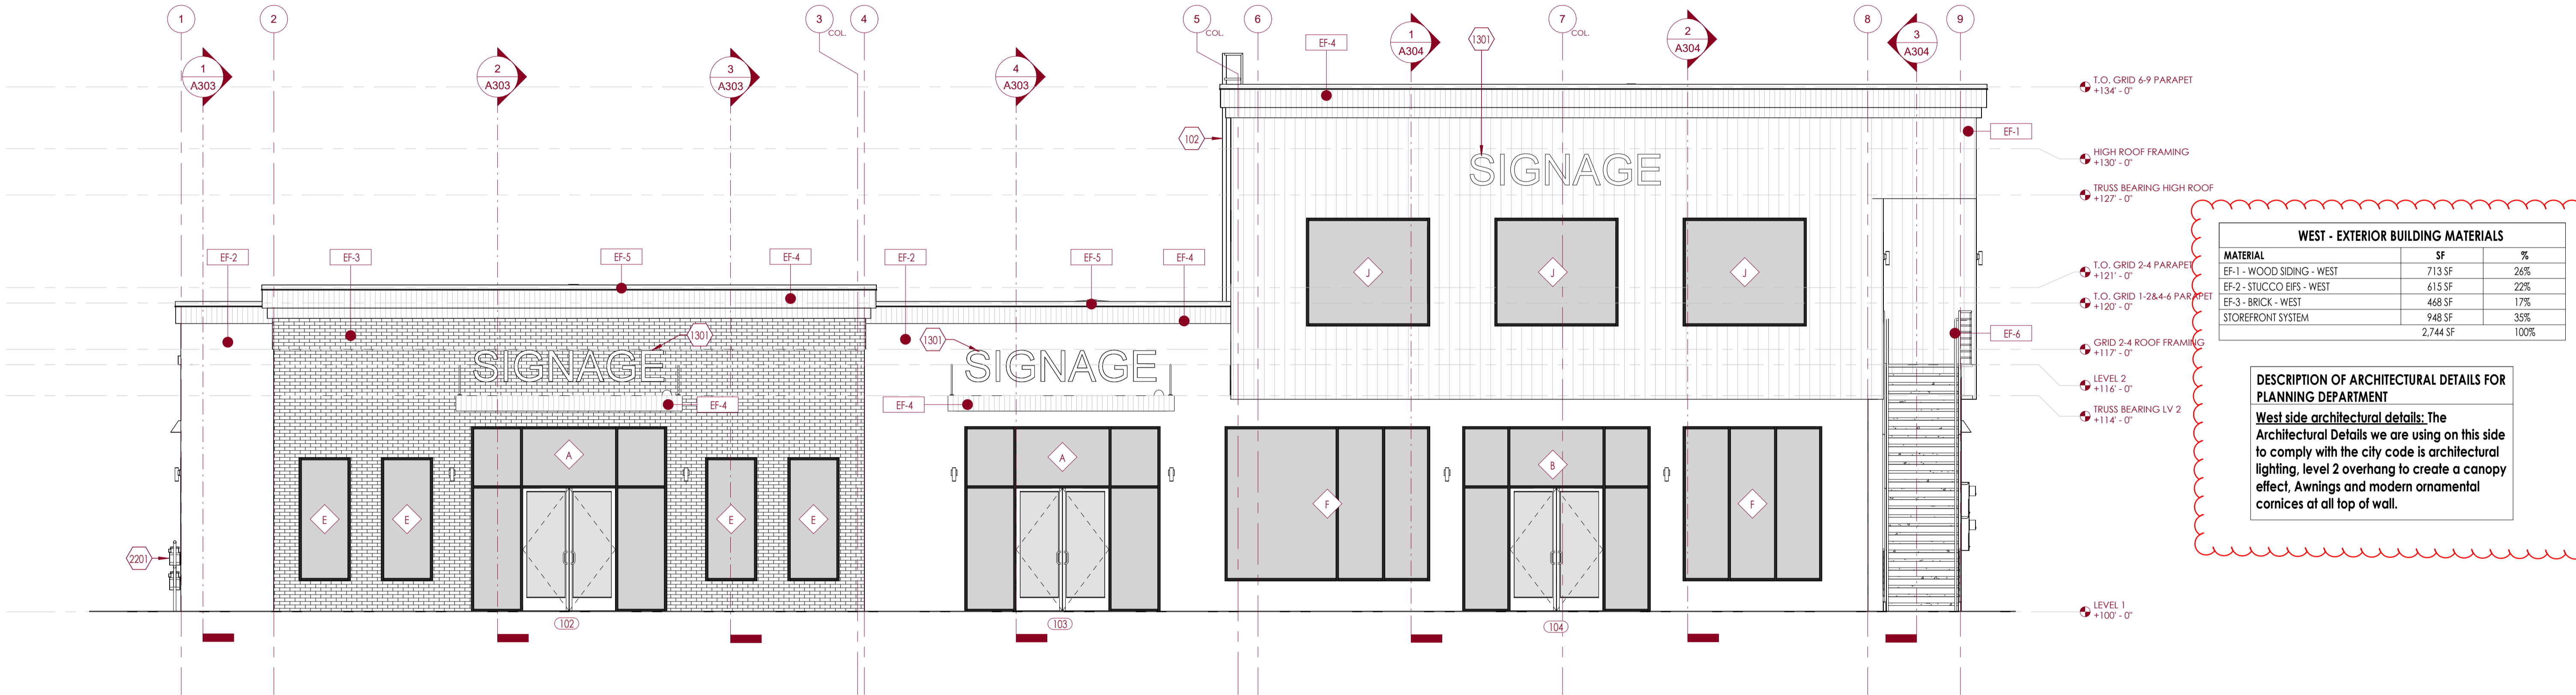 1
2
3
COL.
4
5
COL.
6
7
COL.
8
9
1
A303
2
A303
3
A303
4
A303
EF-4
1
A304
1301
2
A304
3
A304
T.O. GRID 6-9 PARAPET
+134' - 0"
102
EF-1
HIGH ROOF FRAMING
+130' - 0"
SIGNAGE
TRUSS BEARING HIGH ROOF
+127' - 0"
EF-2
EF-3
EF-5
EF-4
EF-2
EF-5
EF-4
J
J
J
T.O. GRID 2-4 PARAPET
+121' - 0"
T.O. GRID 1-2&4-6 PARAPET
+120' - 0"
1301
1301
EF-6
GRID 2-4 ROOF FRAMING
+117' - 0"
SIGNAGE
SIGNAGE
LEVEL 2
+116' - 0"
EF-4
EF-4
TRUSS BEARING LV 2
+114' - 0"
A
A
B
E
E
E
E
F
F
2201
LEVEL 1
+100' - 0"
102
103
104
WEST - EXTERIOR BUILDING MATERIALS
MATERIAL SF %
EF-1 - WOOD SIDING - WEST 713 SF 26%
EF-2 - STUCCO EIFS - WEST 615 SF 22%
EF-3 - BRICK - WEST 468 SF 17%
STOREFRONT SYSTEM 948 SF 35%
2,744 SF 100%
DESCRIPTION OF ARCHITECTURAL DETAILS FOR
PLANNING DEPARTMENT
West side architectural details: The
Architectural Details we are using on this side
to comply with the city code is architectural
lighting, level 2 overhang to create a canopy
effect, Awnings and modern ornamental
cornices at all top of wall.